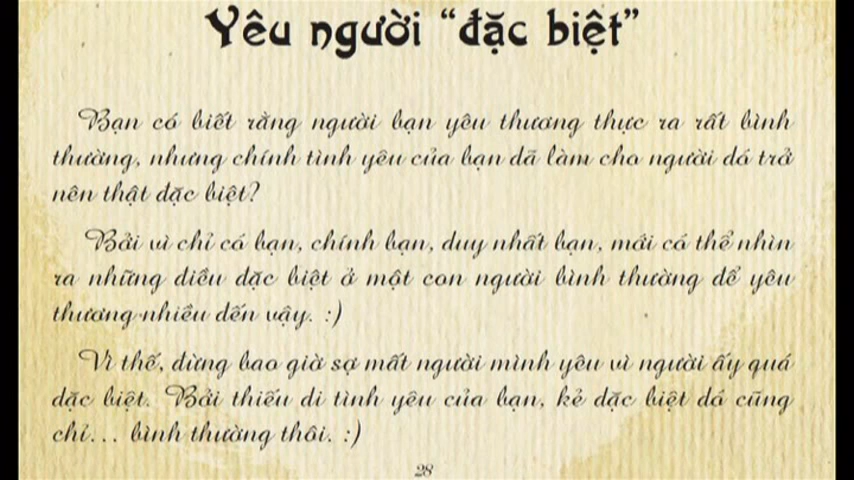 Yêu người “đặc biệt”
Bạn có biết rằng người bạn yêu thương thực ra rất bình
thường, nhưng chính tình yêu của bạn đã làm cho người đó trở
nên thật đặc biệt?
Bởi vì chỉ có bạn, chính bạn, duy nhất bạn, mới có thể nhìn
ra những điều đặc biệt ở một con người bình thường để yêu
thương nhiều đến vậy. :)
Vì thế, đừng bao giờ sợ mất người mình yêu vì người ấy quá
đặc biệt. Bởi thiếu đi tình yêu của bạn, kẻ đặc biệt đó cũng
chỉ... bình thường thôi. :)
28